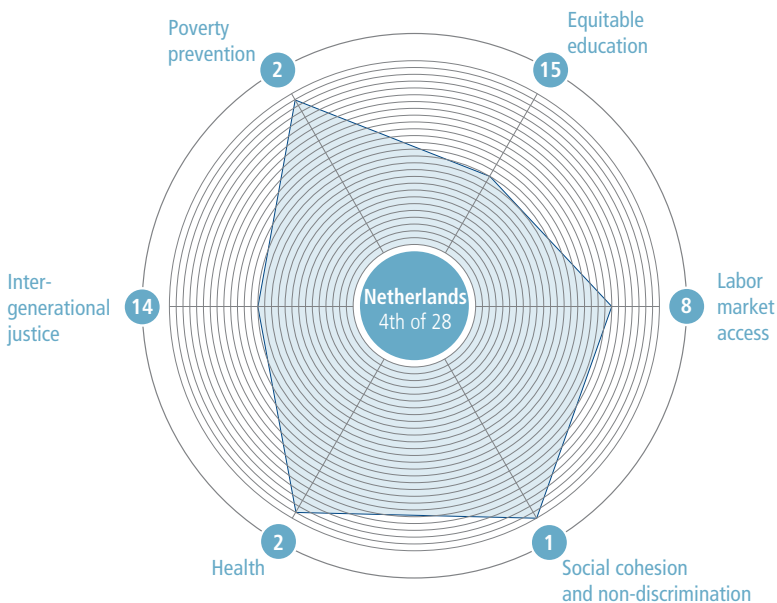 Poverty
prevention
2
Equitable
education
15
Inter-
generational
justice
14
Netherlands
4th of 28
8
Labor
market
access
2
Health
1
Social cohesion
and non-discrimination